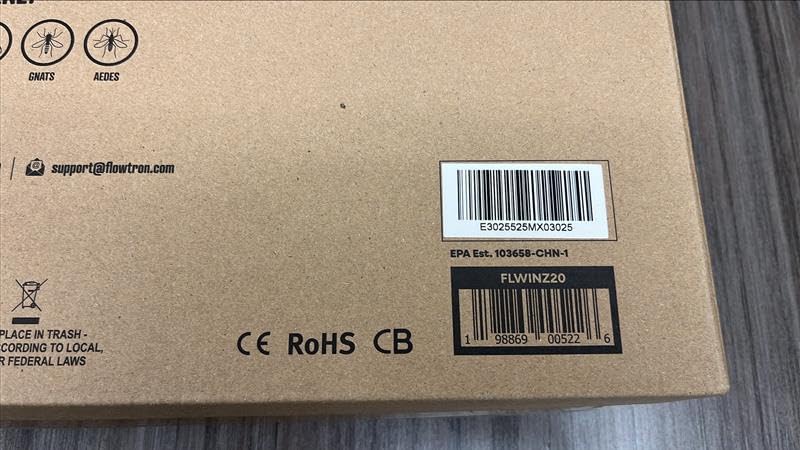 GNATS
AEDES
support@flowtron.com
E3025525MX03025
EPA Est. 103658-CHN-1
FLWINZ20
1 98869 00522 6
PLACE IN TRASH -
TO LOCAL,
FEDERAL LAWS
CE RoHS CB